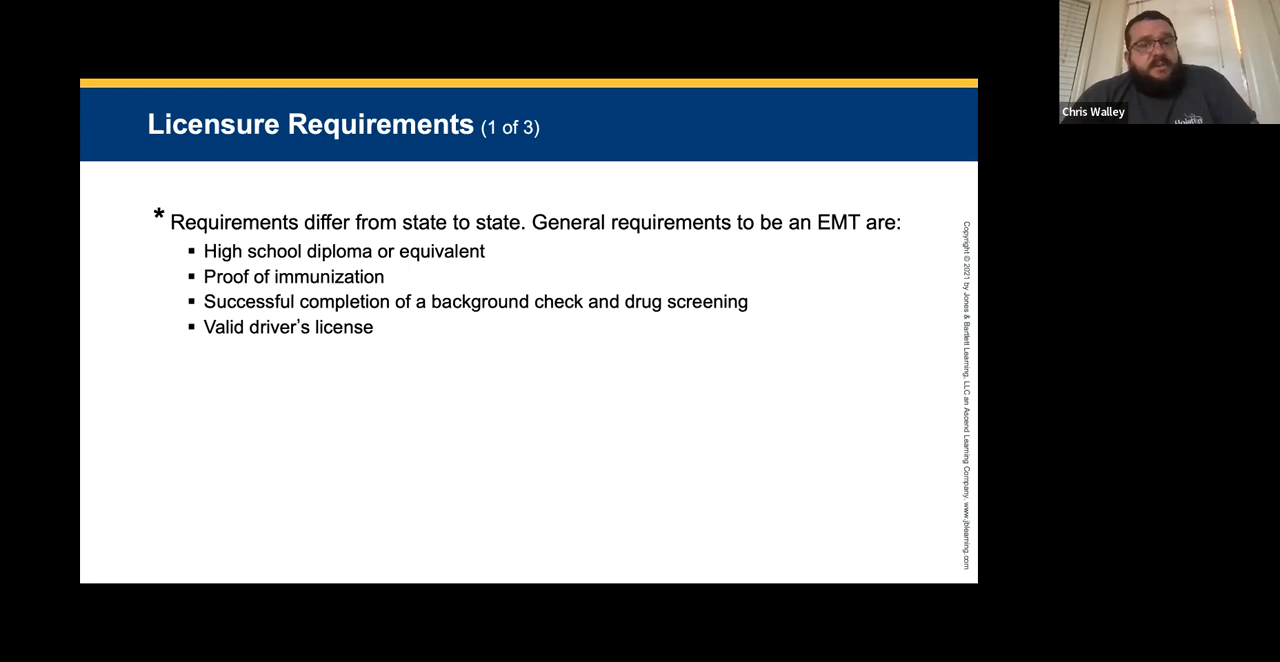 Licensure Requirements (1 of 3)
* Requirements differ from state to state. General requirements to be an EMT are:
▪ High school diploma or equivalent
▪ Proof of immunization
▪ Successful completion of a background check and drug screening
▪ Valid driver’s license
Copyright © 2021 by Jones & Bartlett Learning, LLC an Ascend Learning Company. www.jblearning.com
Chris Walley